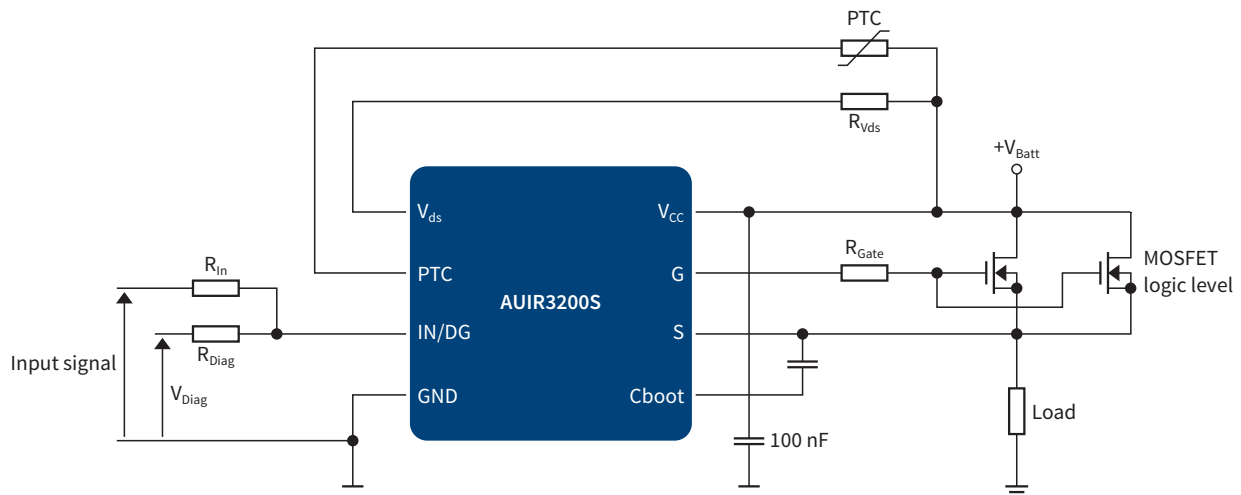 PTC
R_Vds
+V_Batt
V_ds
V_CC
R_Gate
R_In
PTC
G
MOSFET
logic level
AUIR3200S
IN/DG
S
Input signal
R_Diag
V_Diag
GND
Cboot
Load
100 nF